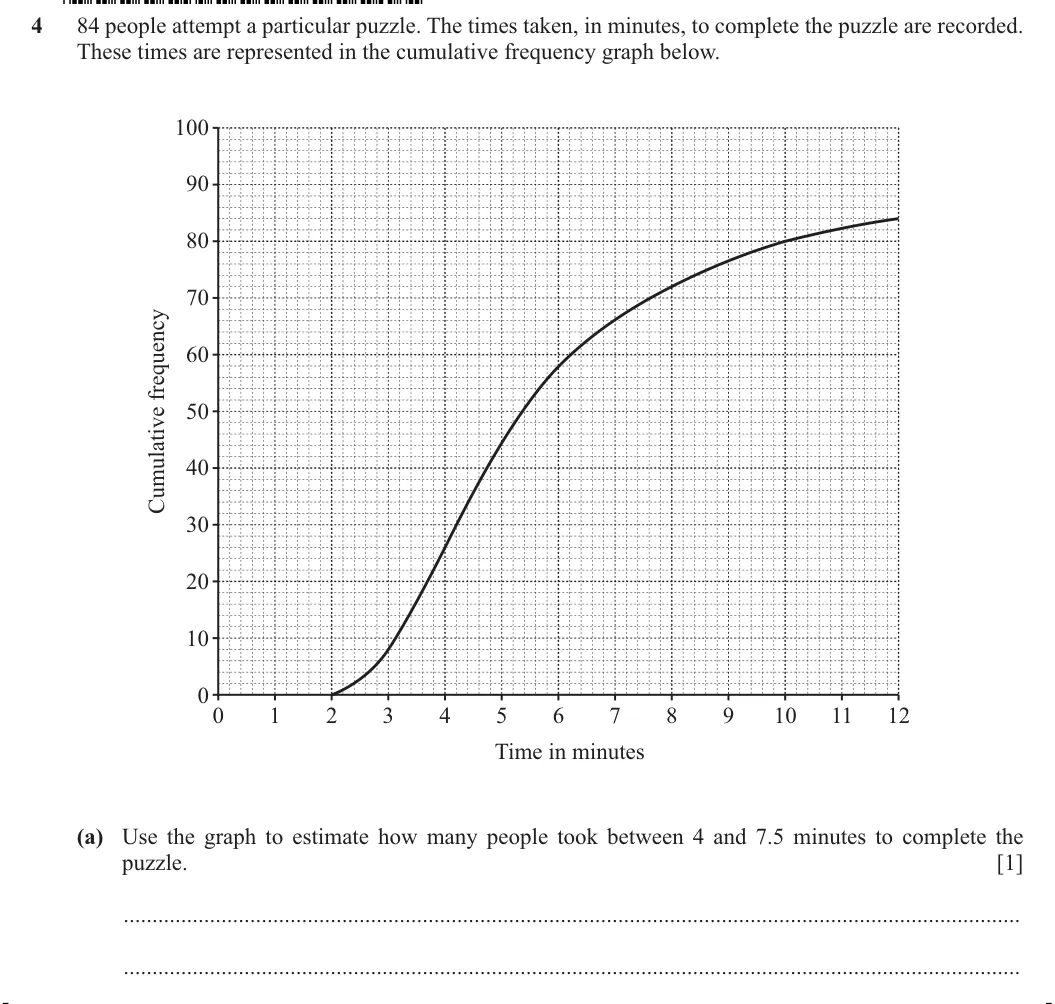 4 84 people attempt a particular puzzle. The times taken, in minutes, to complete the puzzle are recorded.
These times are represented in the cumulative frequency graph below.
100
90
80
70
60
50
40
30
20
10
0
Cumulative frequency
0 1 2 3 4 5 6 7 8 9 10 11 12
Time in minutes
(a) Use the graph to estimate how many people took between 4 and 7.5 minutes to complete the
puzzle. [1]